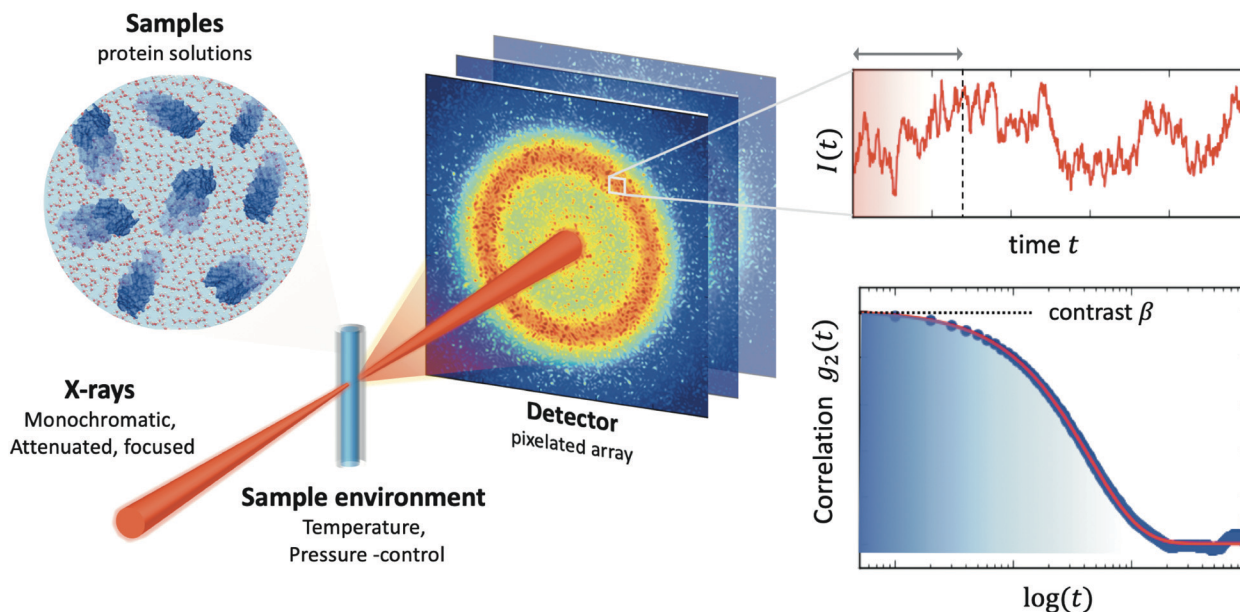 Samples
protein solutions
X-rays
Monochromatic,
Attenuated, focused
Sample environment
Temperature,
Pressure -control
Detector
pixelated array
I(t)
time t
contrast β
Correlation g₂(t)
log(t)